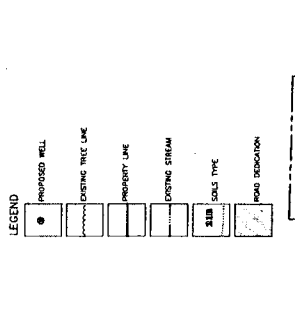 LEGEND
PROPOSED WELL
EXISTING TREE LINE
PROPERTY LINE
EXISTING STREAM
SOILS TYPE
ROAD DEDICATION